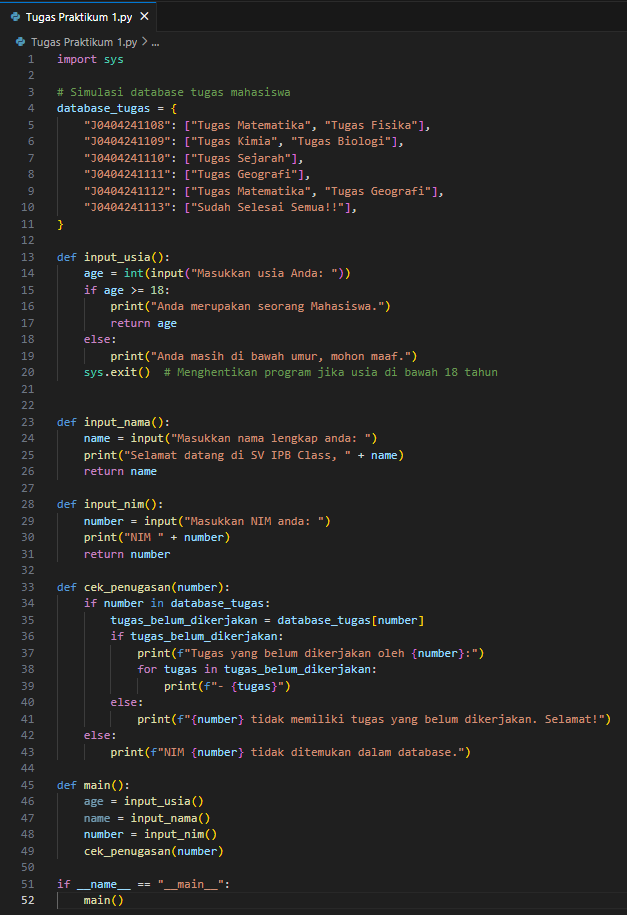 Tugas Praktikum 1.py ×
Tugas Praktikum 1.py > ...
1 import sys
2
3 # Simulasi database tugas mahasiswa
4 database_tugas = {
5     "J0404241108": ["Tugas Matematika", "Tugas Fisika"],
6     "J0404241109": ["Tugas Kimia", "Tugas Biologi"],
7     "J0404241110": ["Tugas Sejarah"],
8     "J0404241111": ["Tugas Geografi"],
9     "J0404241112": ["Tugas Matematika", "Tugas Geografi"],
10     "J0404241113": ["Sudah Selesai Semua!!"],
11 }
12
13 def input_usia():
14     age = int(input("Masukkan usia Anda: "))
15     if age >= 18:
16         print("Anda merupakan seorang Mahasiswa.")
17         return age
18     else:
19         print("Anda masih di bawah umur, mohon maaf.")
20     sys.exit()  # Menghentikan program jika usia di bawah 18 tahun
21
22
23 def input_nama():
24     name = input("Masukkan nama lengkap anda: ")
25     print("Selamat datang di SV IPB Class, " + name)
26     return name
27
28 def input_nim():
29     number = input("Masukkan NIM anda: ")
30     print("NIM " + number)
31     return number
32
33 def cek_penugasan(number):
34     if number in database_tugas:
35         tugas_belum_dikerjakan = database_tugas[number]
36         if tugas_belum_dikerjakan:
37             print(f"Tugas yang belum dikerjakan oleh {number}:")
38             for tugas in tugas_belum_dikerjakan:
39                 print(f"- {tugas}")
40         else:
41             print(f"{number} tidak memiliki tugas yang belum dikerjakan. Selamat!")
42     else:
43         print(f"NIM {number} tidak ditemukan dalam database.")
44
45 def main():
46     age = input_usia()
47     name = input_nama()
48     number = input_nim()
49     cek_penugasan(number)
50
51 if __name__ == "__main__":
52     main()